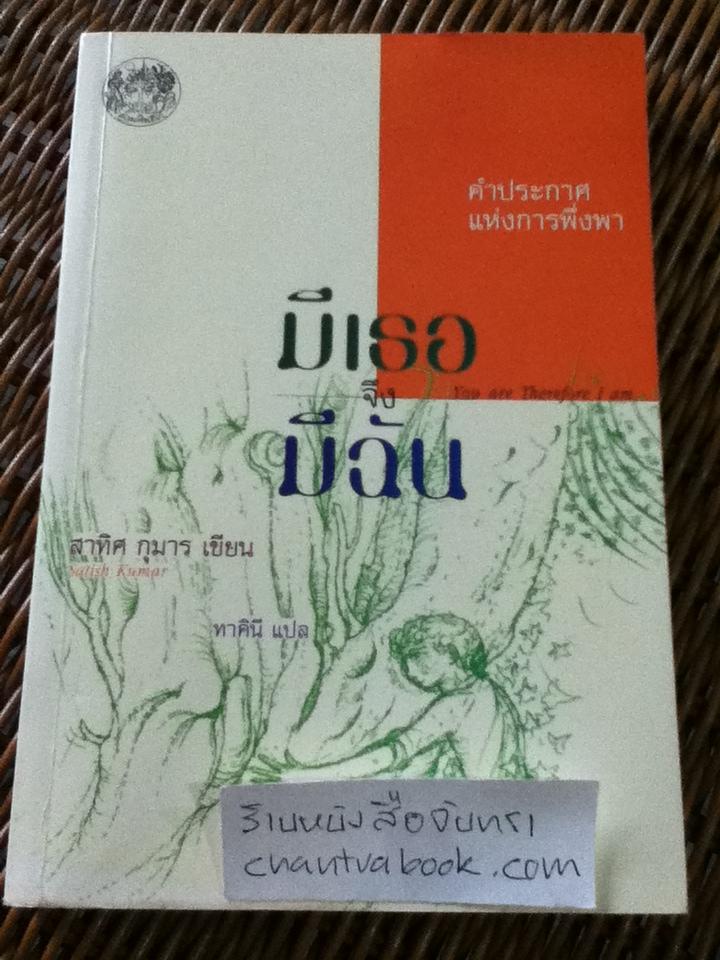 คำประกาศ
แห่งการพึ่งพา
มีเธอ
จึง
You are Therefore I am
มีฉัน
สาทิศ กุมาร เขียน
Satish Kumar
ทาคินี แปล
ร้านหนังสือจันทรา
chantrabook.com